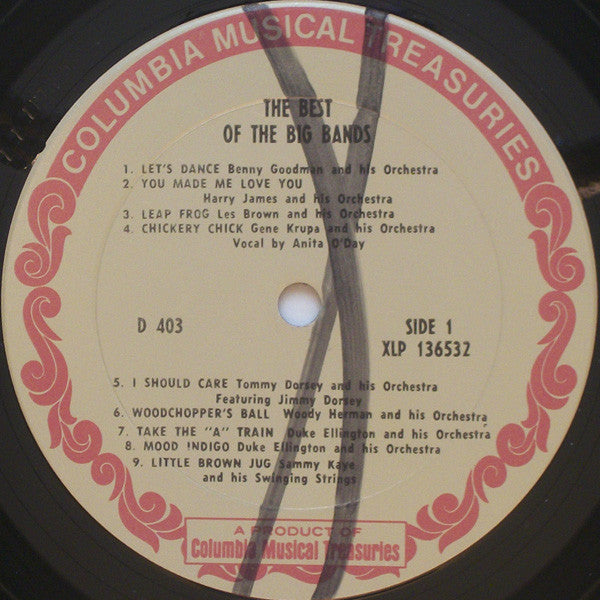 COLUMBIA MUSICAL TREASURIES
THE BEST
OF THE BIG BANDS
1. LET'S DANCE Benny Goodman and his Orchestra
2. YOU MADE ME LOVE YOU
Harry James and his Orchestra
3. LEAP FROG Les Brown and his Orchestra
4. CHICKERY CHICK Gene Krupa and his Orchestra
Vocal by Anita O'Day
D 403
SIDE 1
XLP 136532
5. I SHOULD CARE Tommy Dorsey and his Orchestra
Featuring Jimmy Dorsey
6. WOODCHOPPER'S BALL Woody Herman and his Orchestra
7. TAKE THE "A" TRAIN Duke Ellington and his Orchestra
8. MOOD INDIGO Duke Ellington and his Orchestra
9. LITTLE BROWN JUG Sammy Kaye
and his Swinging Strings
A PRODUCT OF
Columbia Musical Treasuries